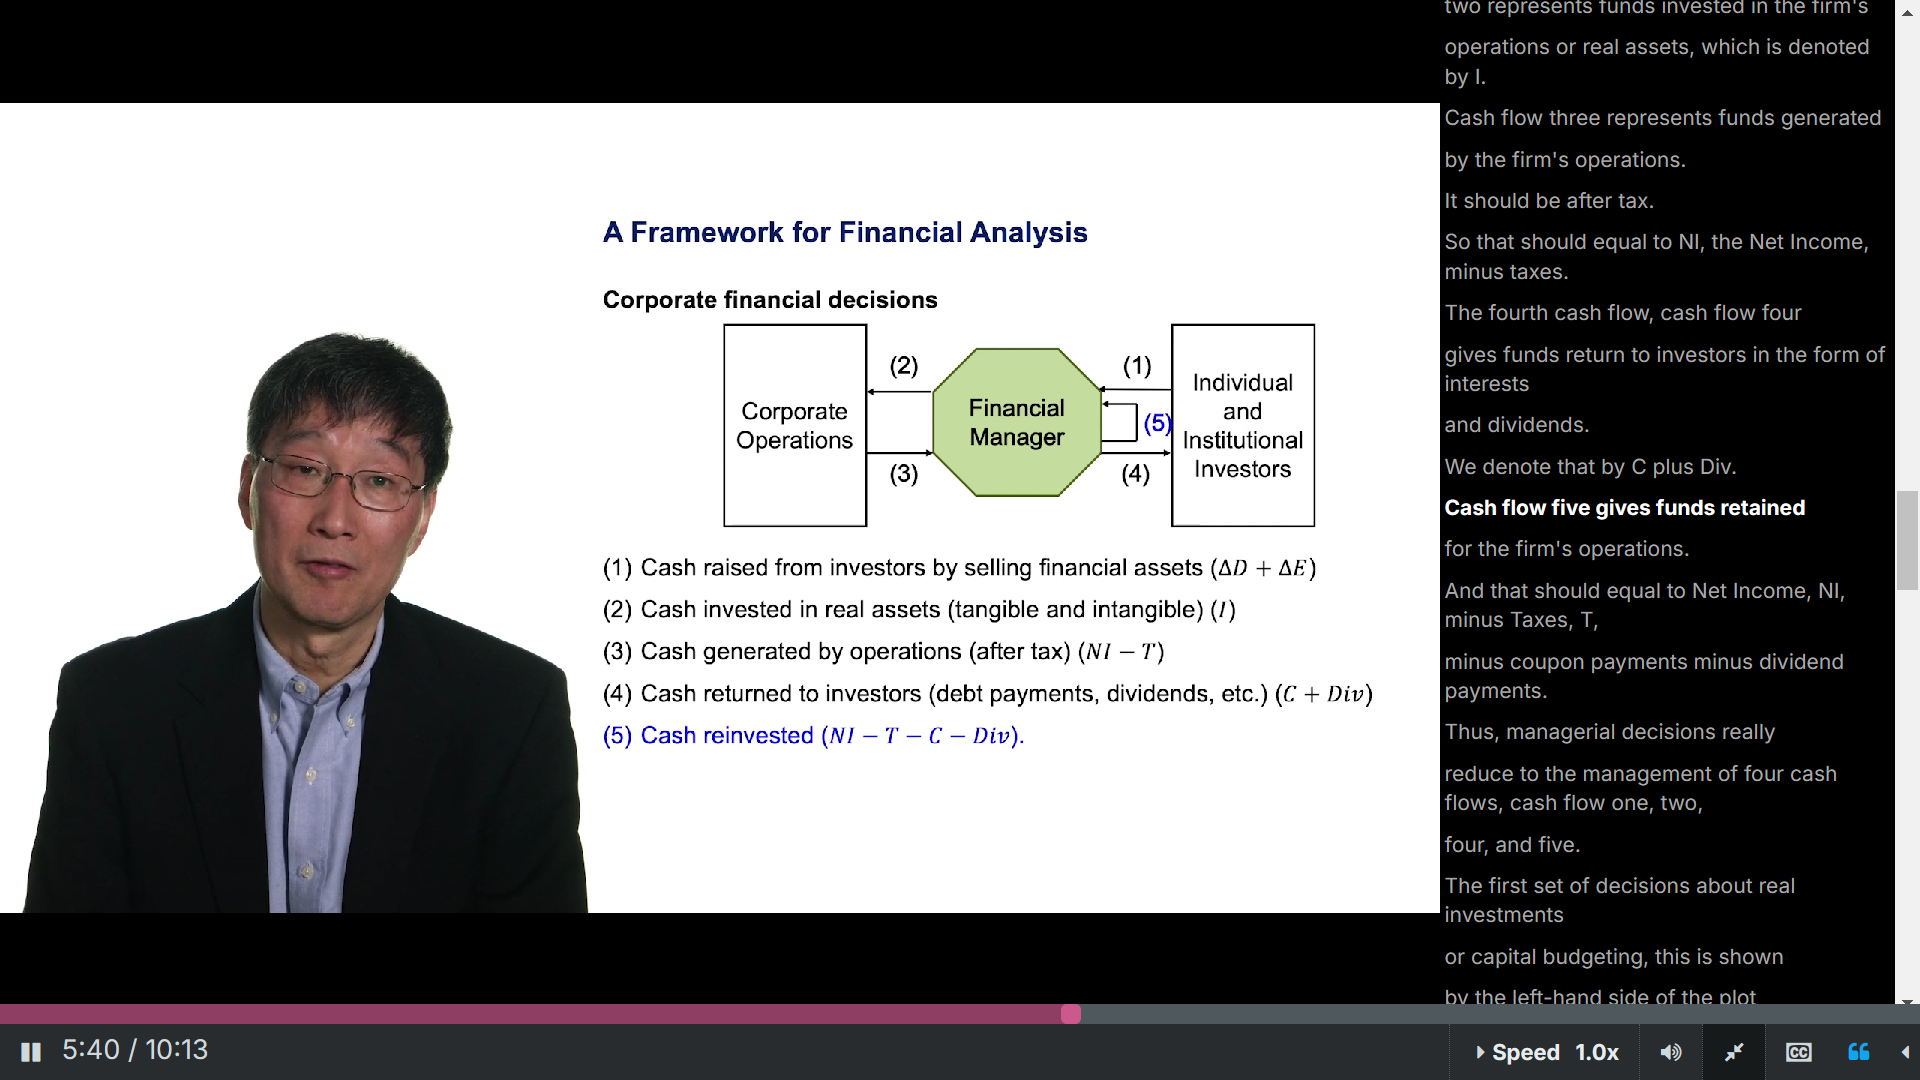 A Framework for Financial Analysis
Corporate financial decisions
Corporate
Operations
(2)
(3)
Financial
Manager
(1)
(5)
(4)
Individual
and
Institutional
Investors
(1) Cash raised from investors by selling financial assets (ΔD + ΔE)
(2) Cash invested in real assets (tangible and intangible) (I)
(3) Cash generated by operations (after tax) (NI − T)
(4) Cash returned to investors (debt payments, dividends, etc.) (C + Div)
(5) Cash reinvested (NI − T − C − Div).
two represents funds invested in the firm's
operations or real assets, which is denoted
by I.
Cash flow three represents funds generated
by the firm's operations.
It should be after tax.
So that should equal to NI, the Net Income,
minus taxes.
The fourth cash flow, cash flow four
gives funds return to investors in the form of
interests
and dividends.
We denote that by C plus Div.
Cash flow five gives funds retained
for the firm's operations.
And that should equal to Net Income, NI,
minus Taxes, T,
minus coupon payments minus dividend
payments.
Thus, managerial decisions really
reduce to the management of four cash
flows, cash flow one, two,
four, and five.
The first set of decisions about real
investments
or capital budgeting, this is shown
by the left-hand side of the plot
5:40 / 10:13
Speed 1.0x
CC